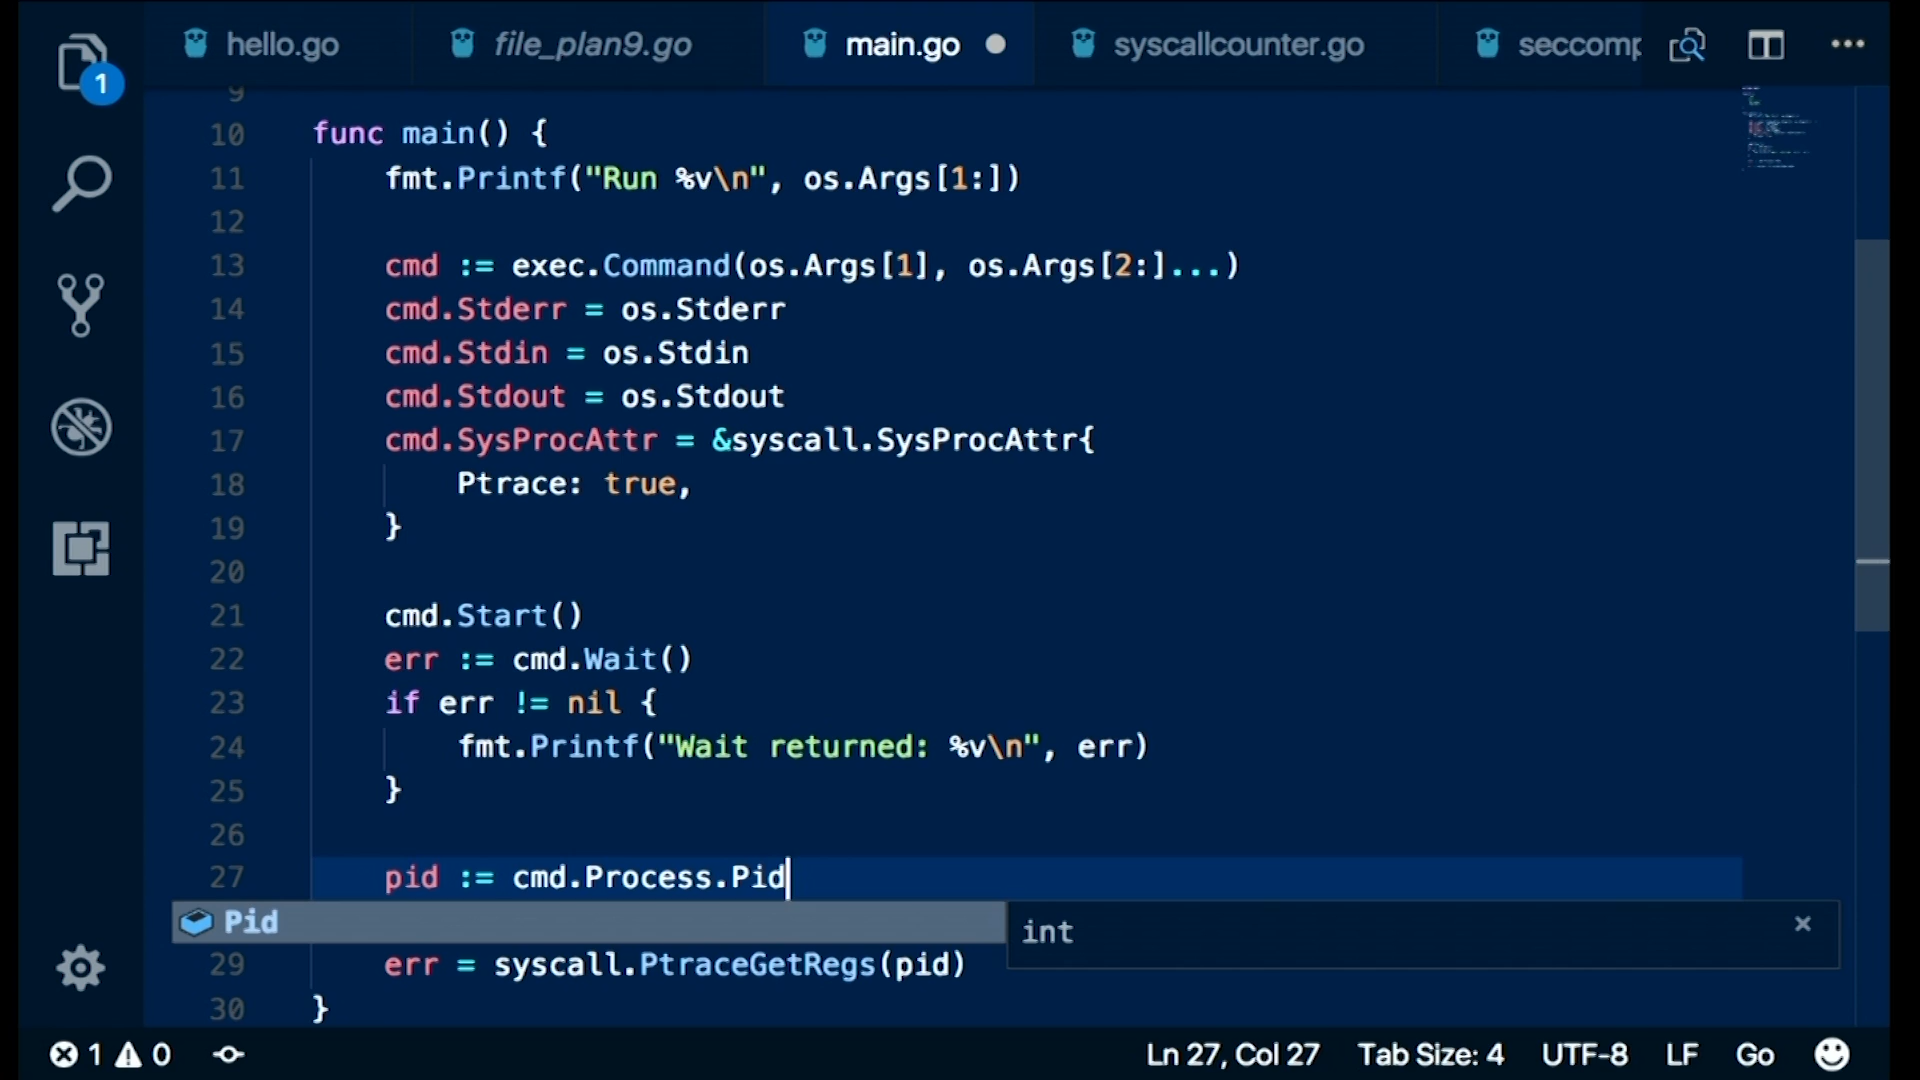 1
hello.go
file_plan9.go
main.go
syscallcounter.go
seccomp
9
10 func main() {
11 fmt.Printf("Run %v\n", os.Args[1:])
12
13 cmd := exec.Command(os.Args[1], os.Args[2:]...)
14 cmd.Stderr = os.Stderr
15 cmd.Stdin = os.Stdin
16 cmd.Stdout = os.Stdout
17 cmd.SysProcAttr = &syscall.SysProcAttr{
18 Ptrace: true,
19 }
20
21 cmd.Start()
22 err := cmd.Wait()
23 if err != nil {
24 fmt.Printf("Wait returned: %v\n", err)
25 }
26
27 pid := cmd.Process.Pid
Pid
int
29 err = syscall.PtraceGetRegs(pid)
30 }
1 0
Ln 27, Col 27 Tab Size: 4 UTF-8 LF Go